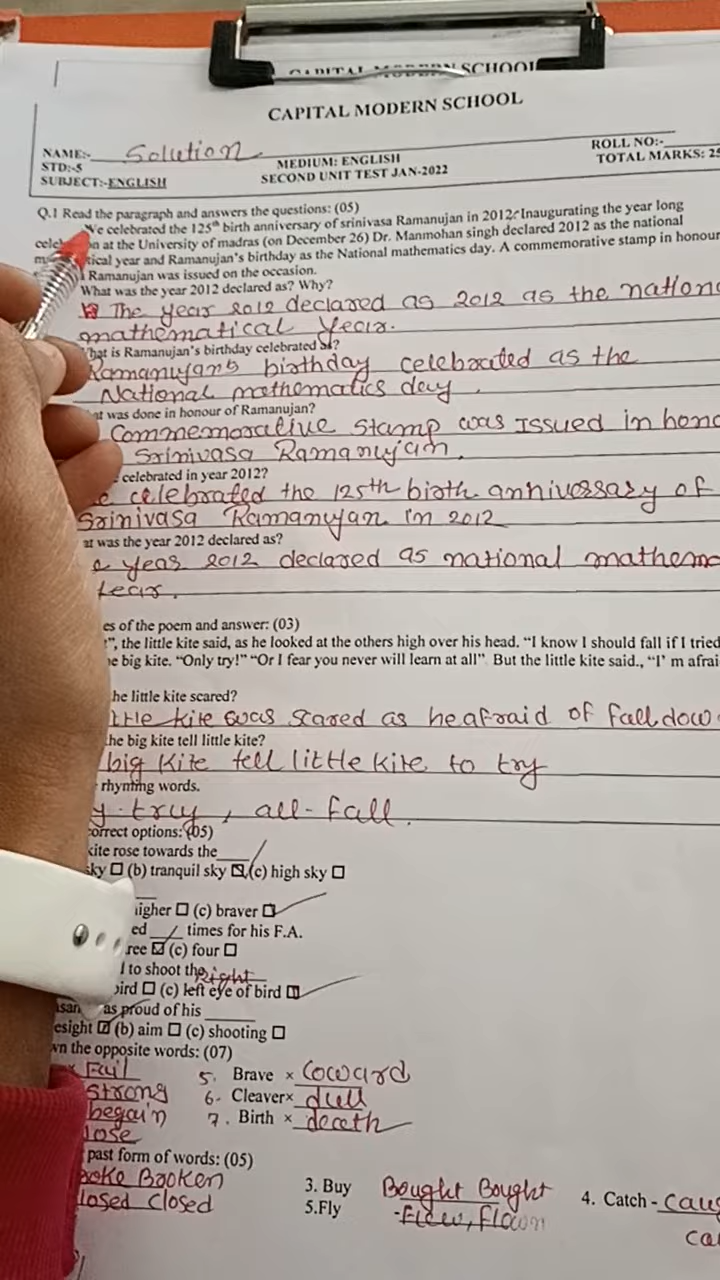 CAPITAL MODERN SCHOOL
CAPITAL MODERN SCHOOL
NAME:- Solution
ROLL NO:-
STD:-5
MEDIUM: ENGLISH
TOTAL MARKS: 25
SUBJECT:-ENGLISH
SECOND UNIT TEST JAN-2022
Q.1 Read the paragraph and answers the questions: (05)
We celebrated the 125th birth anniversary of srinivasa Ramanujan in 2012. Inaugurating the year long
at the University of madras (on December 26) Dr. Manmohan singh declared 2012 as the national
year and Ramanujan's birthday as the National mathematics day. A commemorative stamp in honour
Ramanujan was issued on the occasion.
What was the year 2012 declared as? Why?
The year 2012 declared as 2012 as the nation
mathematical Year.
hat is Ramanujan's birthday celebrated as?
Ramanujan's birthday celebrated as the
National mathematics day.
at was done in honour of Ramanujan?
Commemorative stamp was Issued in hono
Srinivasa Ramanujan.
celebrated in year 2012?
e celebrated the 125th birth anniversary of
Srinivasa Ramanujan in 2012
at was the year 2012 declared as?
e year 2012 declared as national mathema
Year.
es of the poem and answer: (03)
", the little kite said, as he looked at the others high over his head. "I know I should fall if I tried
e big kite. "Only try!" "Or I fear you never will learn at all" But the little kite said., "I' m afrai
he little kite scared?
ittle kite was scared as he afraid of fall dow
he big kite tell little kite?
big kite tell little kite to try
rhynting words.
y-try, all-fall.
correct options: (05)
kite rose towards the
sky ☐ (b) tranquil sky ☑ (c) high sky ☐
igher ☐ (c) braver ☑
ed times for his F.A.
ree ☑ (c) four ☐
l to shoot the Right
bird ☐ (c) left eye of bird ☑
as proud of his
esight ☑ (b) aim ☐ (c) shooting ☐
wn the opposite words: (07)
Fail
5. Brave × Coward
strong
6. Cleaver× dull
begain
7. Birth × death
lose
past form of words: (05)
oke Booken
3. Buy Bought Bought
4. Catch - cau
losed closed
5.Fly -Flew, flown
ca